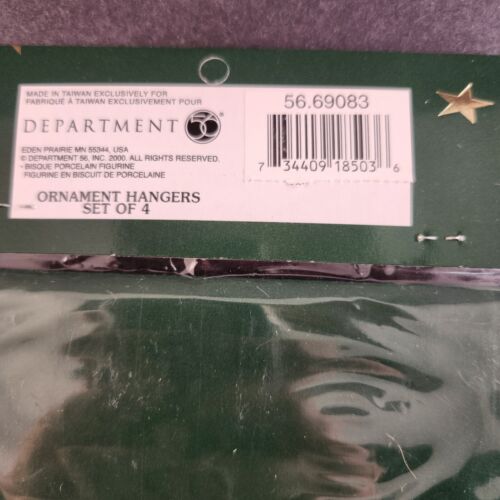 MADE IN TAIWAN EXCLUSIVELY FOR
FABRIQUÉ À TAIWAN EXCLUSIVEMENT POUR
DEPARTMENT 56®
EDEN PRAIRIE MN 55344, USA
© DEPARTMENT 56, INC. 2000. ALL RIGHTS RESERVED.
• BISQUE PORCELAIN FIGURINE
FIGURINE EN BISCUIT DE PORCELAINE
ORNAMENT HANGERS
SET OF 4
56.69083
7 34409 18503 6